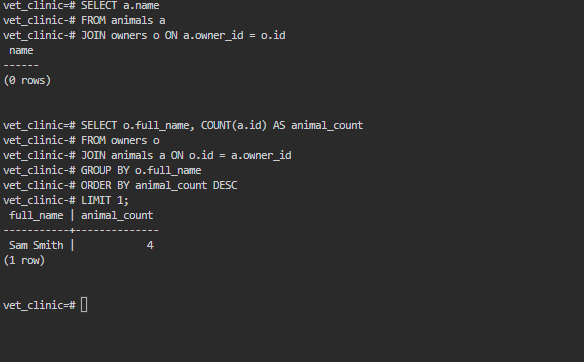 vet_clinic=# SELECT a.name
vet_clinic-# FROM animals a
vet_clinic-# JOIN owners o ON a.owner_id = o.id
name
------
(0 rows)
vet_clinic=# SELECT o.full_name, COUNT(a.id) AS animal_count
vet_clinic-# FROM owners o
vet_clinic-# JOIN animals a ON o.id = a.owner_id
vet_clinic-# GROUP BY o.full_name
vet_clinic-# ORDER BY animal_count DESC
vet_clinic-# LIMIT 1;
full_name | animal_count
-----------+--------------
Sam Smith | 4
(1 row)
vet_clinic=#